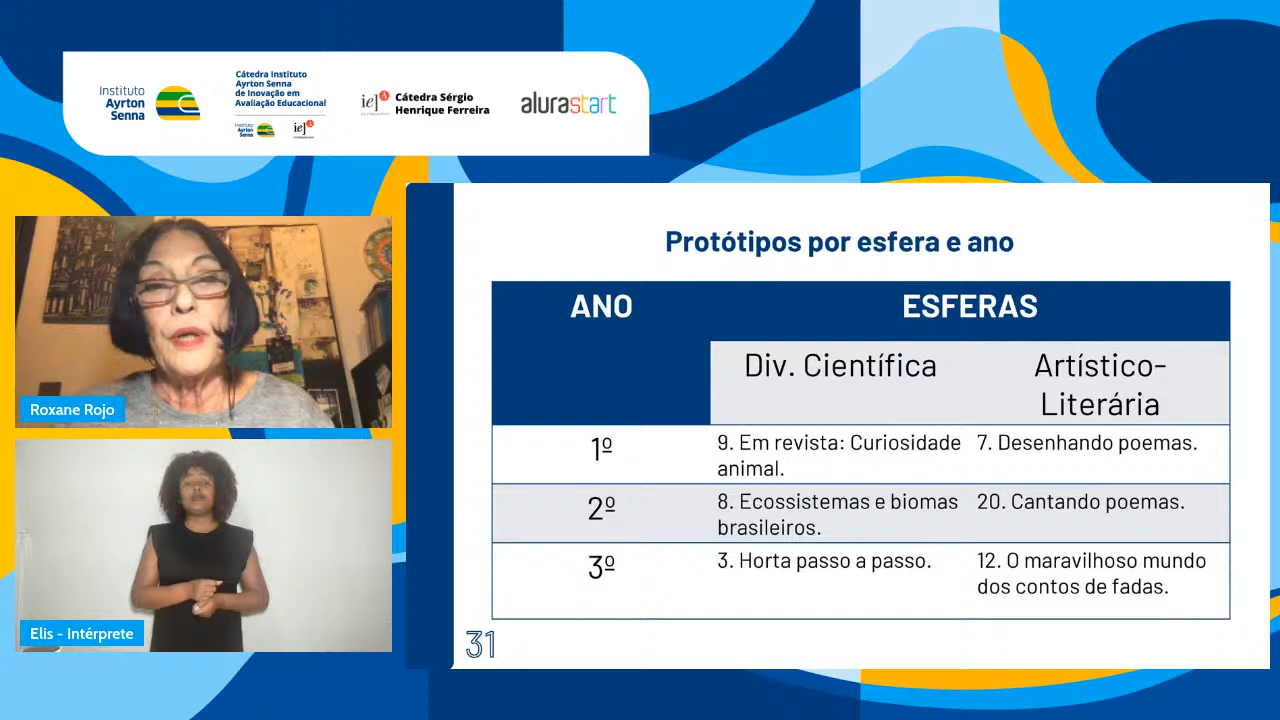 Instituto
Ayrton
Senna
Cátedra Instituto
Ayrton Senna
de Inovação em
Avaliação Educacional
Instituto
Ayrton
Senna
Cátedra Sérgio
Henrique Ferreira
alurastart
Roxane Rojo
Elis - Intérprete
Protótipos por esfera e ano
ANO
ESFERAS
Div. Científica
Artístico-
Literária
1º
9. Em revista: Curiosidade
animal.
7. Desenhando poemas.
2º
8. Ecossistemas e biomas
brasileiros.
20. Cantando poemas.
3º
3. Horta passo a passo.
12. O maravilhoso mundo
dos contos de fadas.
31